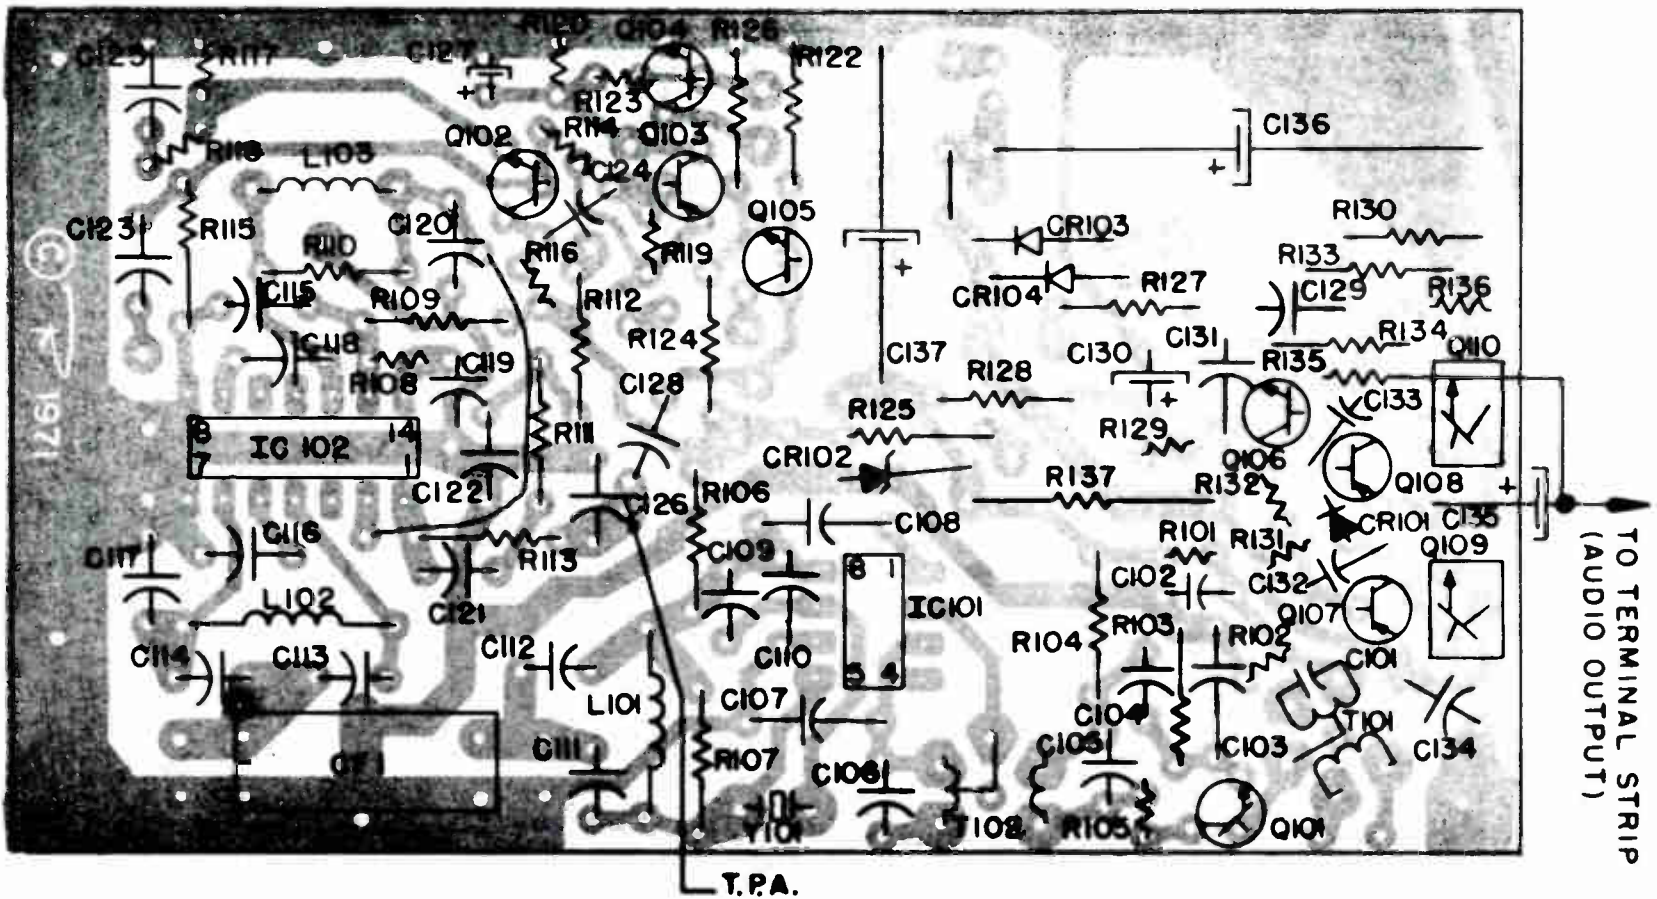 C125 R117 C127 R120 Q104 R126 R122
R123
R114 Q103 C136
Q102
R118 L103 C124
C123 R115 C120 Q105 R130
R110 R116 R119 CR103 R133
C115 R109 R112 CR104 R127 C129 R136
C118 R124 C131 R134 Q110
R108 C119 C128 C137 R128 C130 R135
1971
8 14 IC 102
7 1
R111 R125 R129 C133
CR102 Q106
C122 C126 R106 R137 R132 Q108
C116 C108 CR101 C135
C117 R113 C109 R101 R131 Q109
8 1
L102 C121 IC101 C102 C132 Q107
C114 C113 C112 C110 R104 R103 R102 C101
5 4
L101 C107 C104 T101
CF1 C111 R107 C106 C105 C103 C134
Y101 T102 R105 Q101
TO TERMINAL STRIP
(AUDIO OUTPUT)
T.P.A.